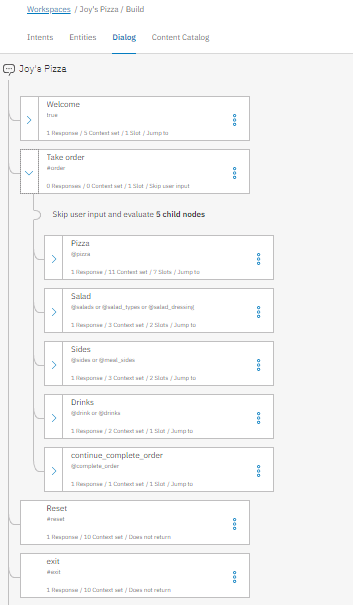 Workspaces / Joy's Pizza / Build
Intents Entities Dialog Content Catalog
Joy's Pizza
Welcome
true
1 Response / 5 Context set / 1 Slot / Jump to
Take order
#order
0 Responses / 0 Context set / 1 Slot / Skip user input
Skip user input and evaluate 5 child nodes
Pizza
@pizza
1 Response / 11 Context set / 7 Slots / Jump to
Salad
@salads or @salad_types or @salad_dressing
1 Response / 3 Context set / 2 Slots / Jump to
Sides
@sides or @meal_sides
1 Response / 3 Context set / 2 Slots / Jump to
Drinks
@drink or @drinks
1 Response / 2 Context set / 1 Slot / Jump to
continue_complete_order
@complete_order
1 Response / 1 Context set / 1 Slot / Jump to
Reset
#reset
1 Response / 10 Context set / Does not return
exit
#exit
1 Response / 10 Context set / Does not return